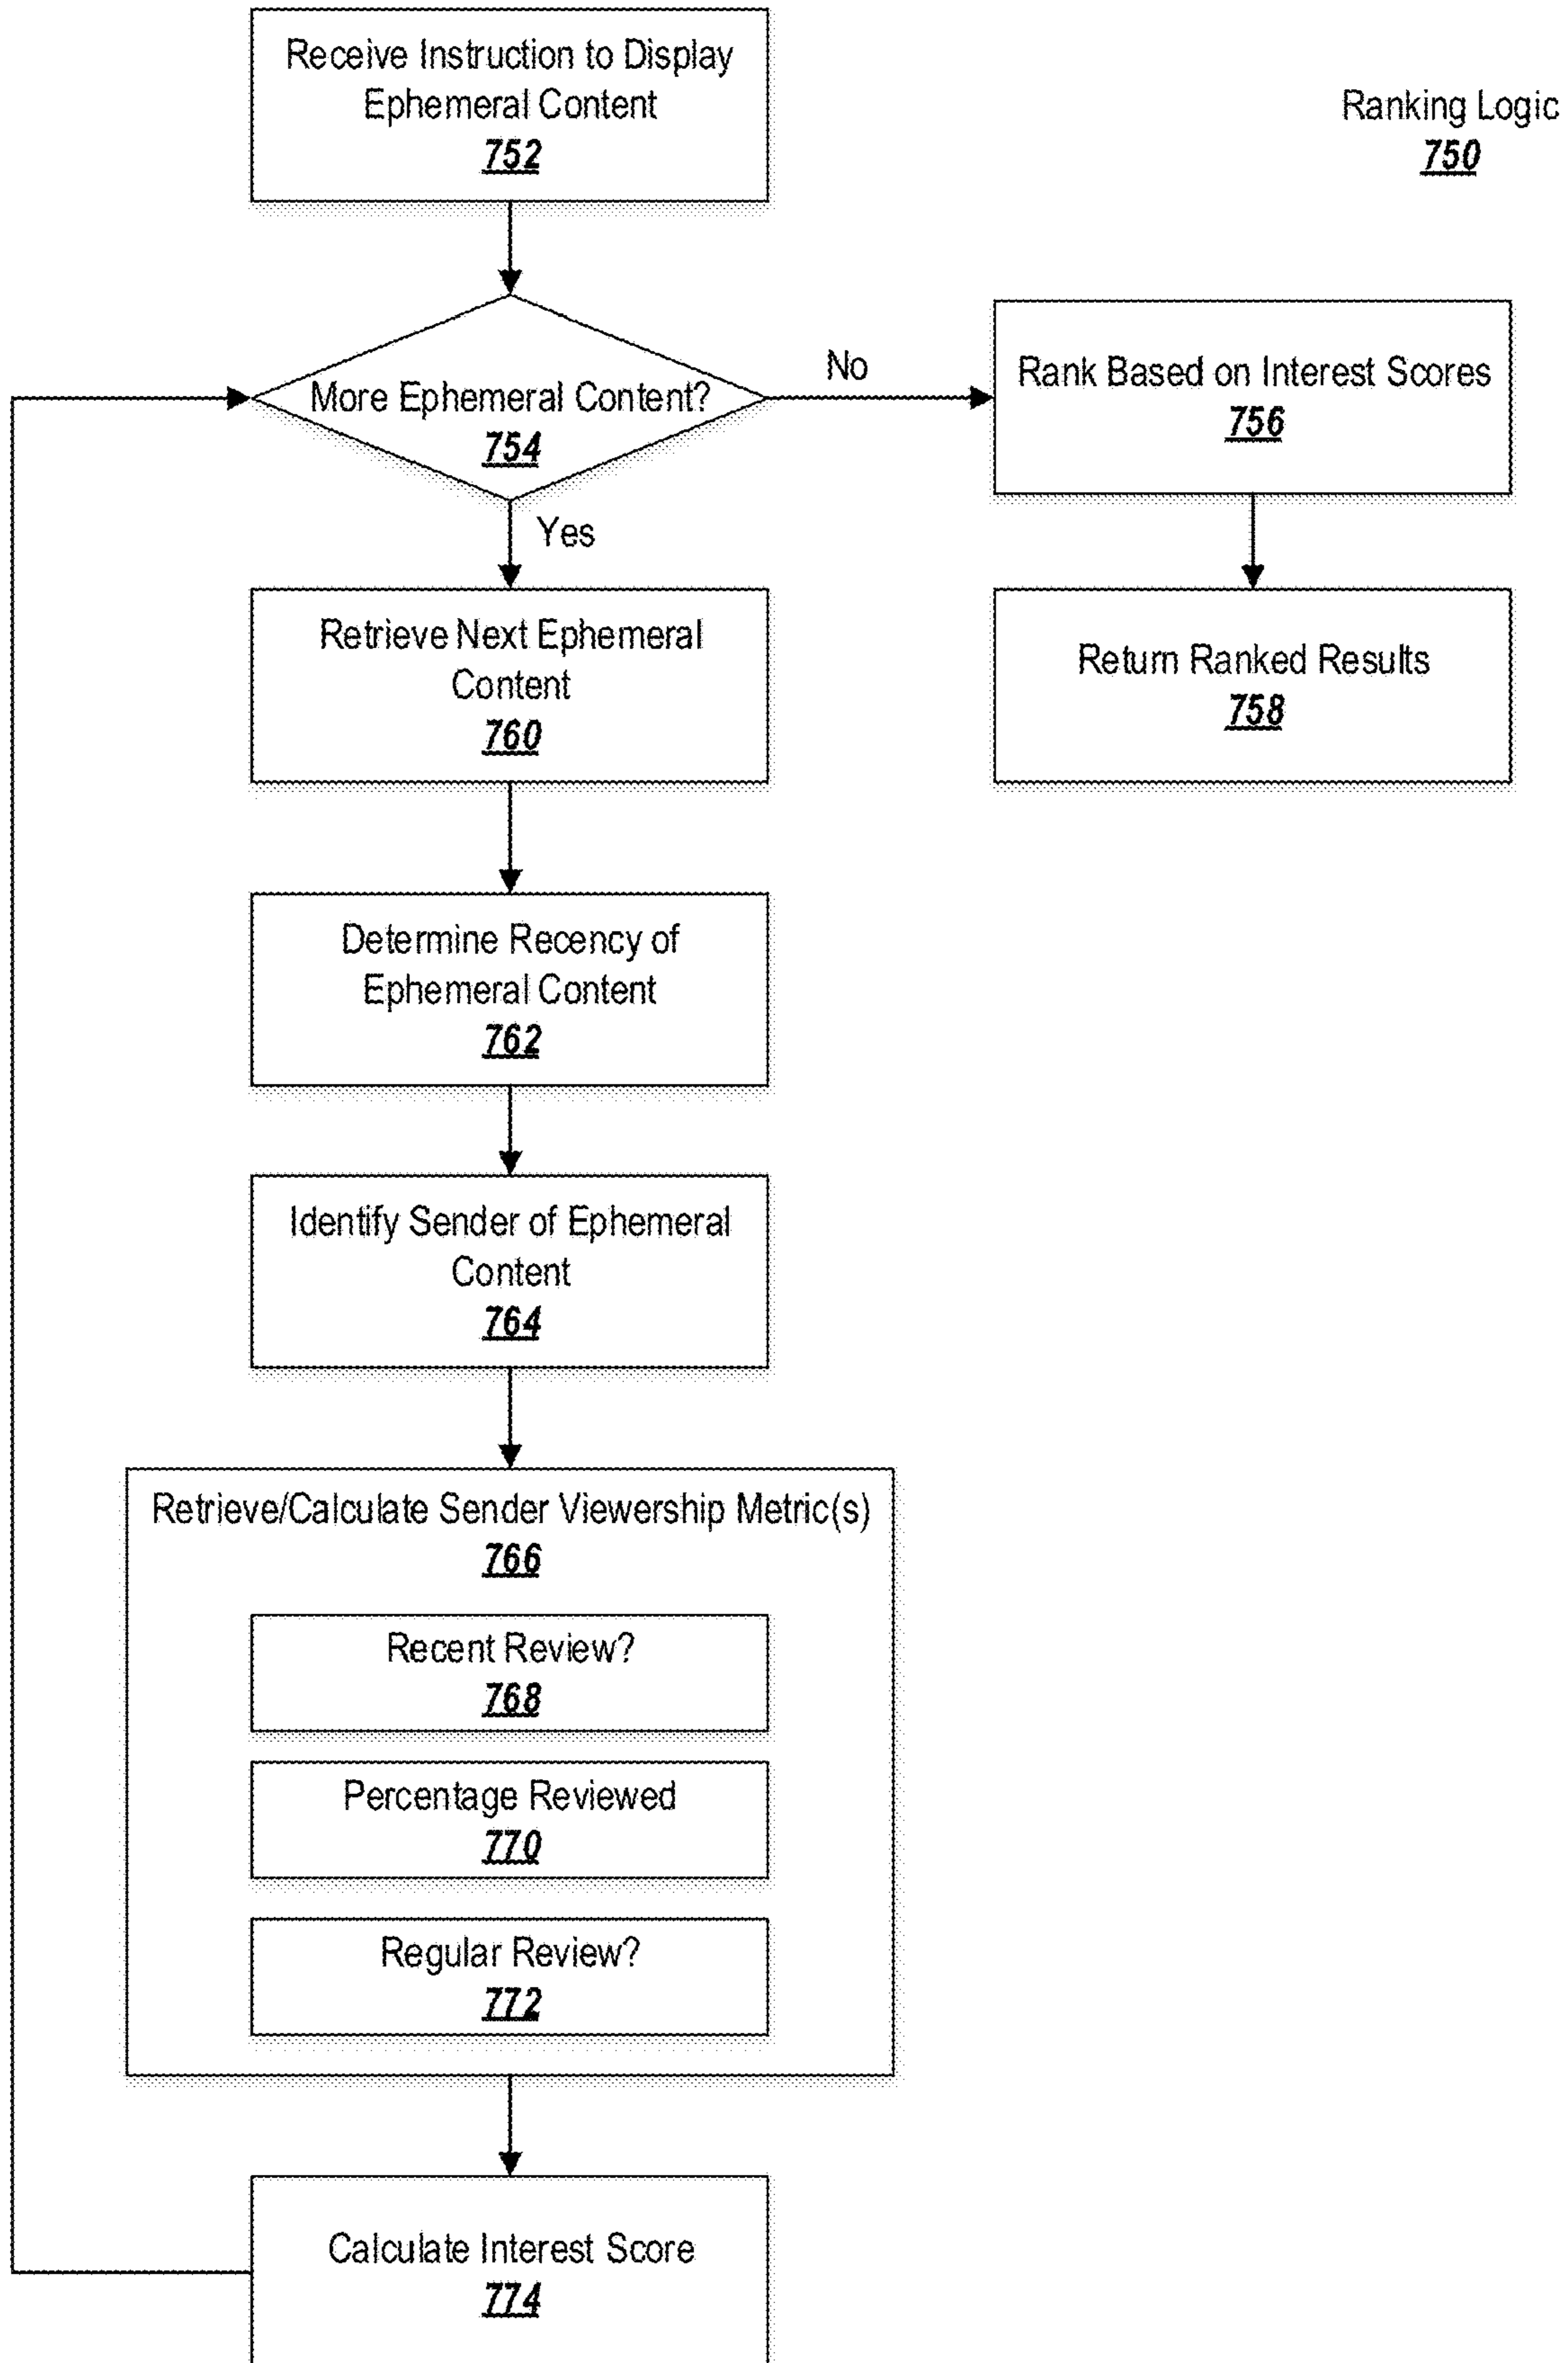 Receive Instruction to Display
Ephemeral Content
752
Ranking Logic
750
More Ephemeral Content?
754
No
Rank Based on Interest Scores
756
Yes
Retrieve Next Ephemeral
Content
760
Return Ranked Results
758
Determine Recency of
Ephemeral Content
762
Identify Sender of Ephemeral
Content
764
Retrieve/Calculate Sender Viewership Metric(s)
766
Recent Review?
768
Percentage Reviewed
770
Regular Review?
772
Calculate Interest Score
774